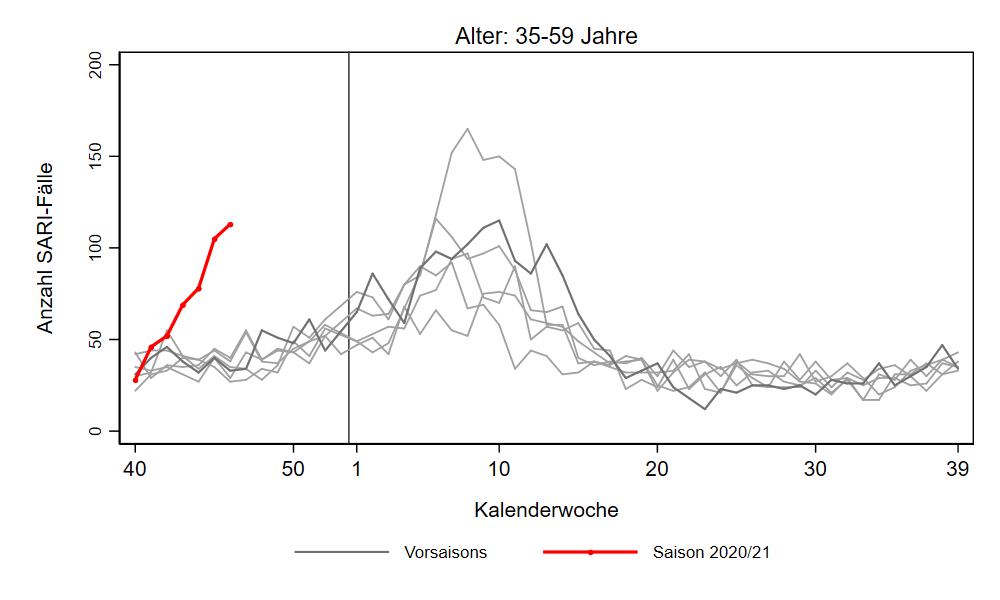 Alter: 35-59 Jahre
Anzahl SARI-Fälle
200
150
100
50
0
40 50 1 10 20 30 39
Kalenderwoche
Vorsaisons Saison 2020/21